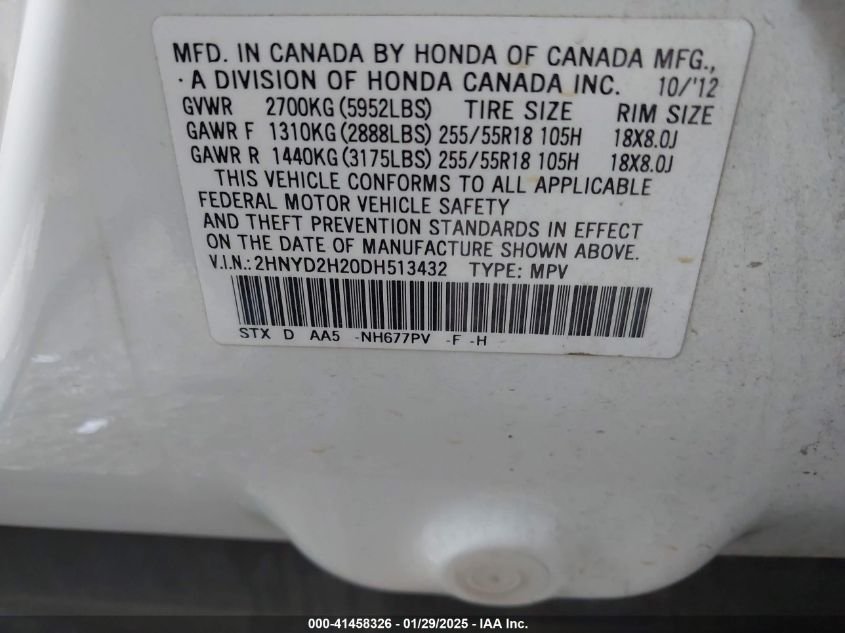 MFD. IN CANADA BY HONDA OF CANADA MFG.,
· A DIVISION OF HONDA CANADA INC. 10/'12
GVWR 2700KG (5952LBS) TIRE SIZE RIM SIZE
GAWR F 1310KG (2888LBS) 255/55R18 105H 18X8.0J
GAWR R 1440KG (3175LBS) 255/55R18 105H 18X8.0J
THIS VEHICLE CONFORMS TO ALL APPLICABLE
FEDERAL MOTOR VEHICLE SAFETY
AND THEFT PREVENTION STANDARDS IN EFFECT
ON THE DATE OF MANUFACTURE SHOWN ABOVE.
V.I.N.: 2HNYD2H20DH513432 TYPE: MPV
STX D AA5 -NH677PV -F -H
000-41458326 - 01/29/2025 - IAA Inc.